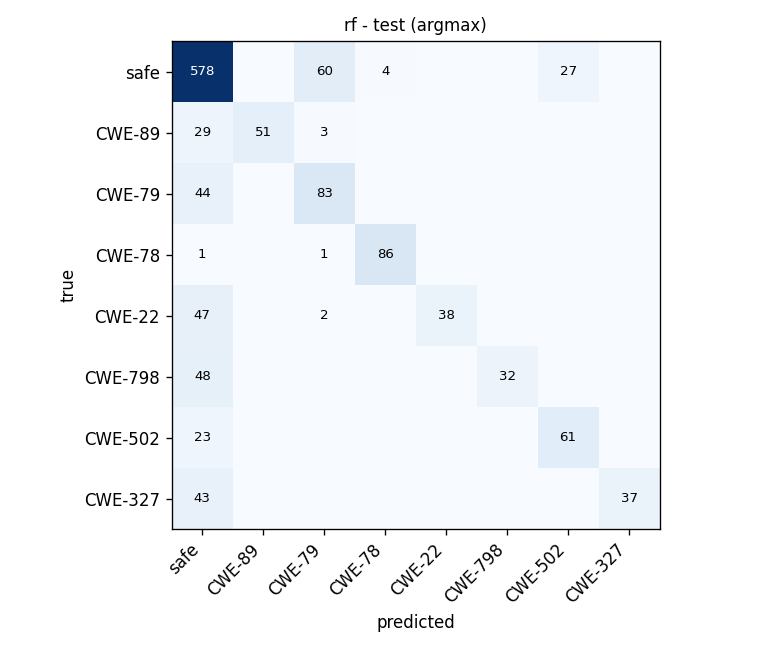 rf - test (argmax)
safe 578 60 4 27
CWE-89 29 51 3
CWE-79 44 83
CWE-78 1 1 86
CWE-22 47 2 38
CWE-798 48 32
CWE-502 23 61
CWE-327 43 37
true
safe CWE-89 CWE-79 CWE-78 CWE-22 CWE-798 CWE-502 CWE-327
predicted